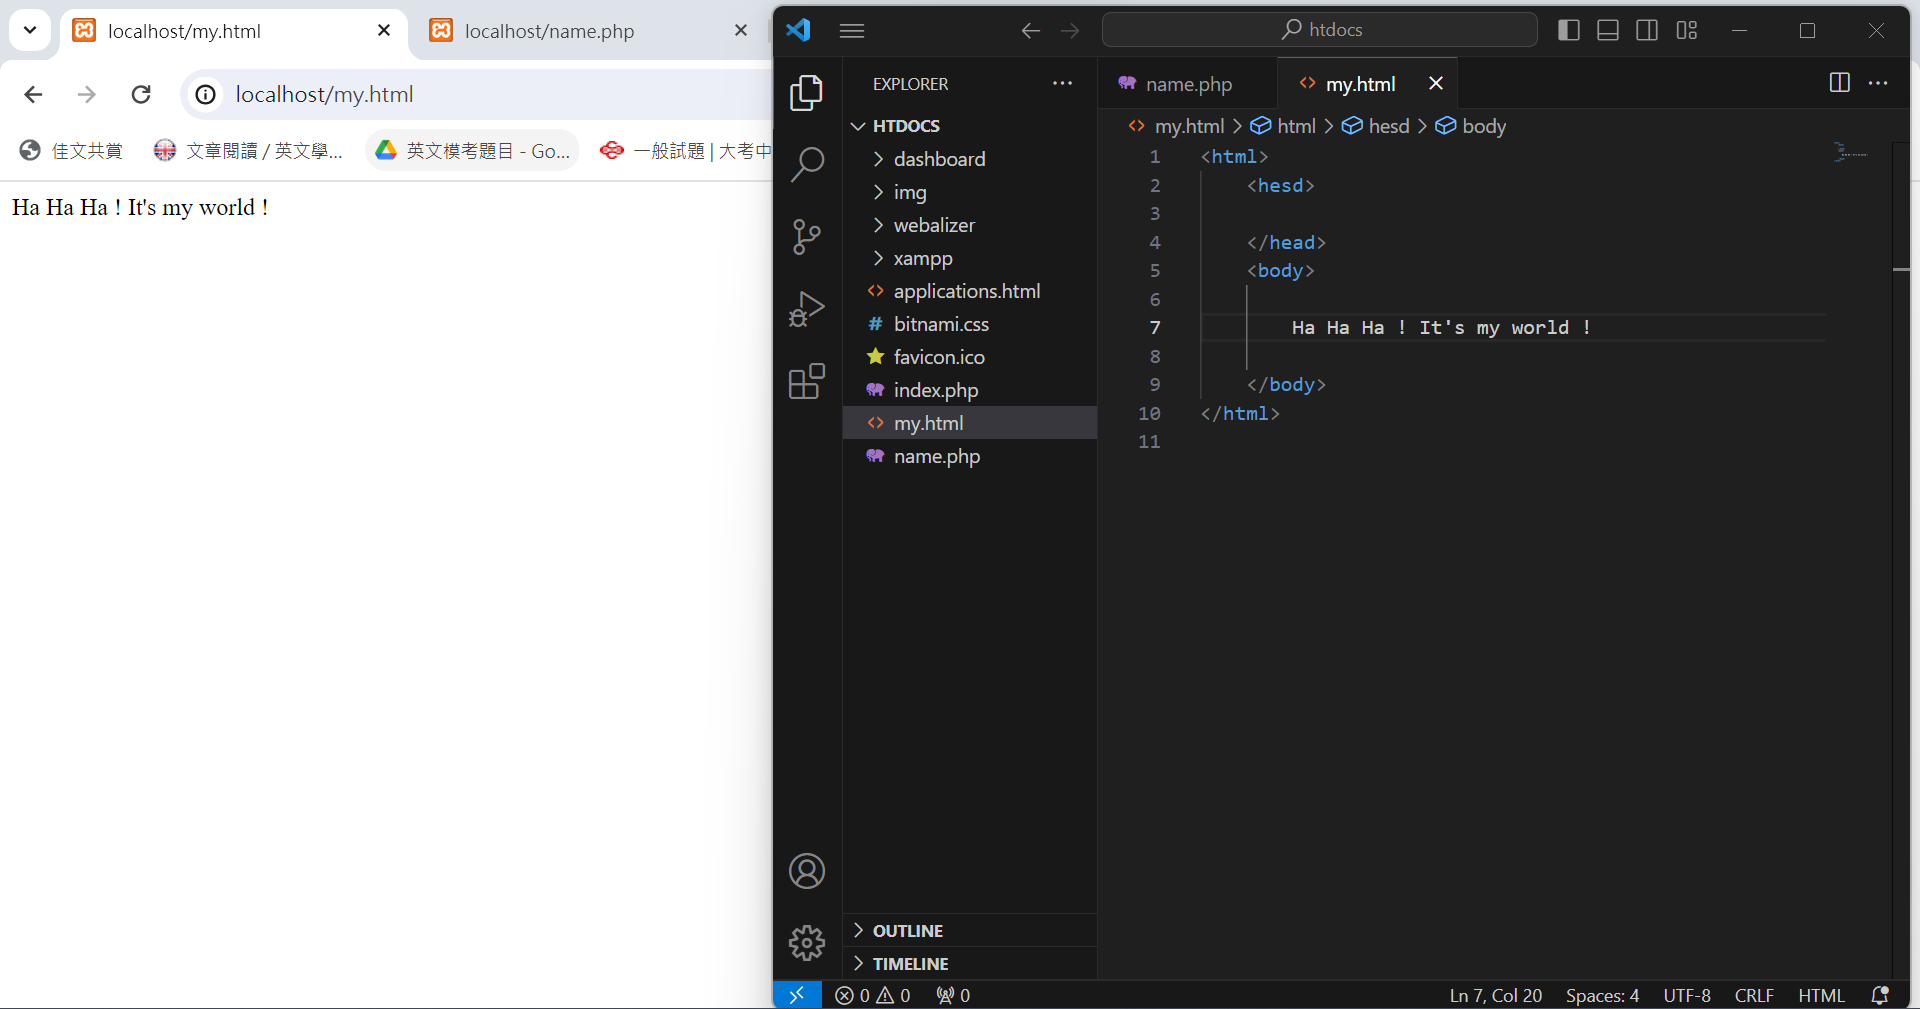 localhost/my.html
localhost/name.php
localhost/my.html
佳文共賞
文章閱讀 / 英文學...
英文模考題目 - Go...
一般試題 | 大考中
Ha Ha Ha ! It's my world !
htdocs
EXPLORER
HTDOCS
dashboard
img
webalizer
xampp
applications.html
# bitnami.css
favicon.ico
index.php
my.html
name.php
OUTLINE
TIMELINE
name.php
my.html
my.html > html > hesd > body
1 <html>
2 <hesd>
3
4 </head>
5 <body>
6
7 Ha Ha Ha ! It's my world !
8
9 </body>
10 </html>
11
0 0 0
Ln 7, Col 20 Spaces: 4 UTF-8 CRLF HTML